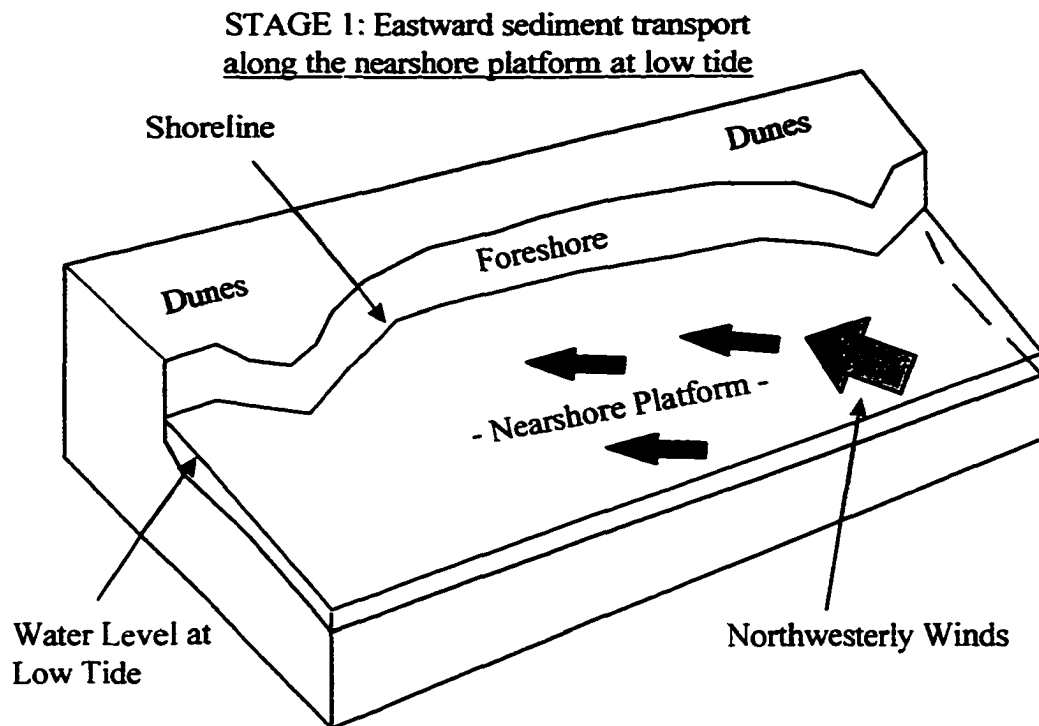 STAGE 1: Eastward sediment transport
along the nearshore platform at low tide
Shoreline
Dunes
Foreshore
Dunes
- Nearshore Platform -
Water Level at
Low Tide
Northwesterly Winds